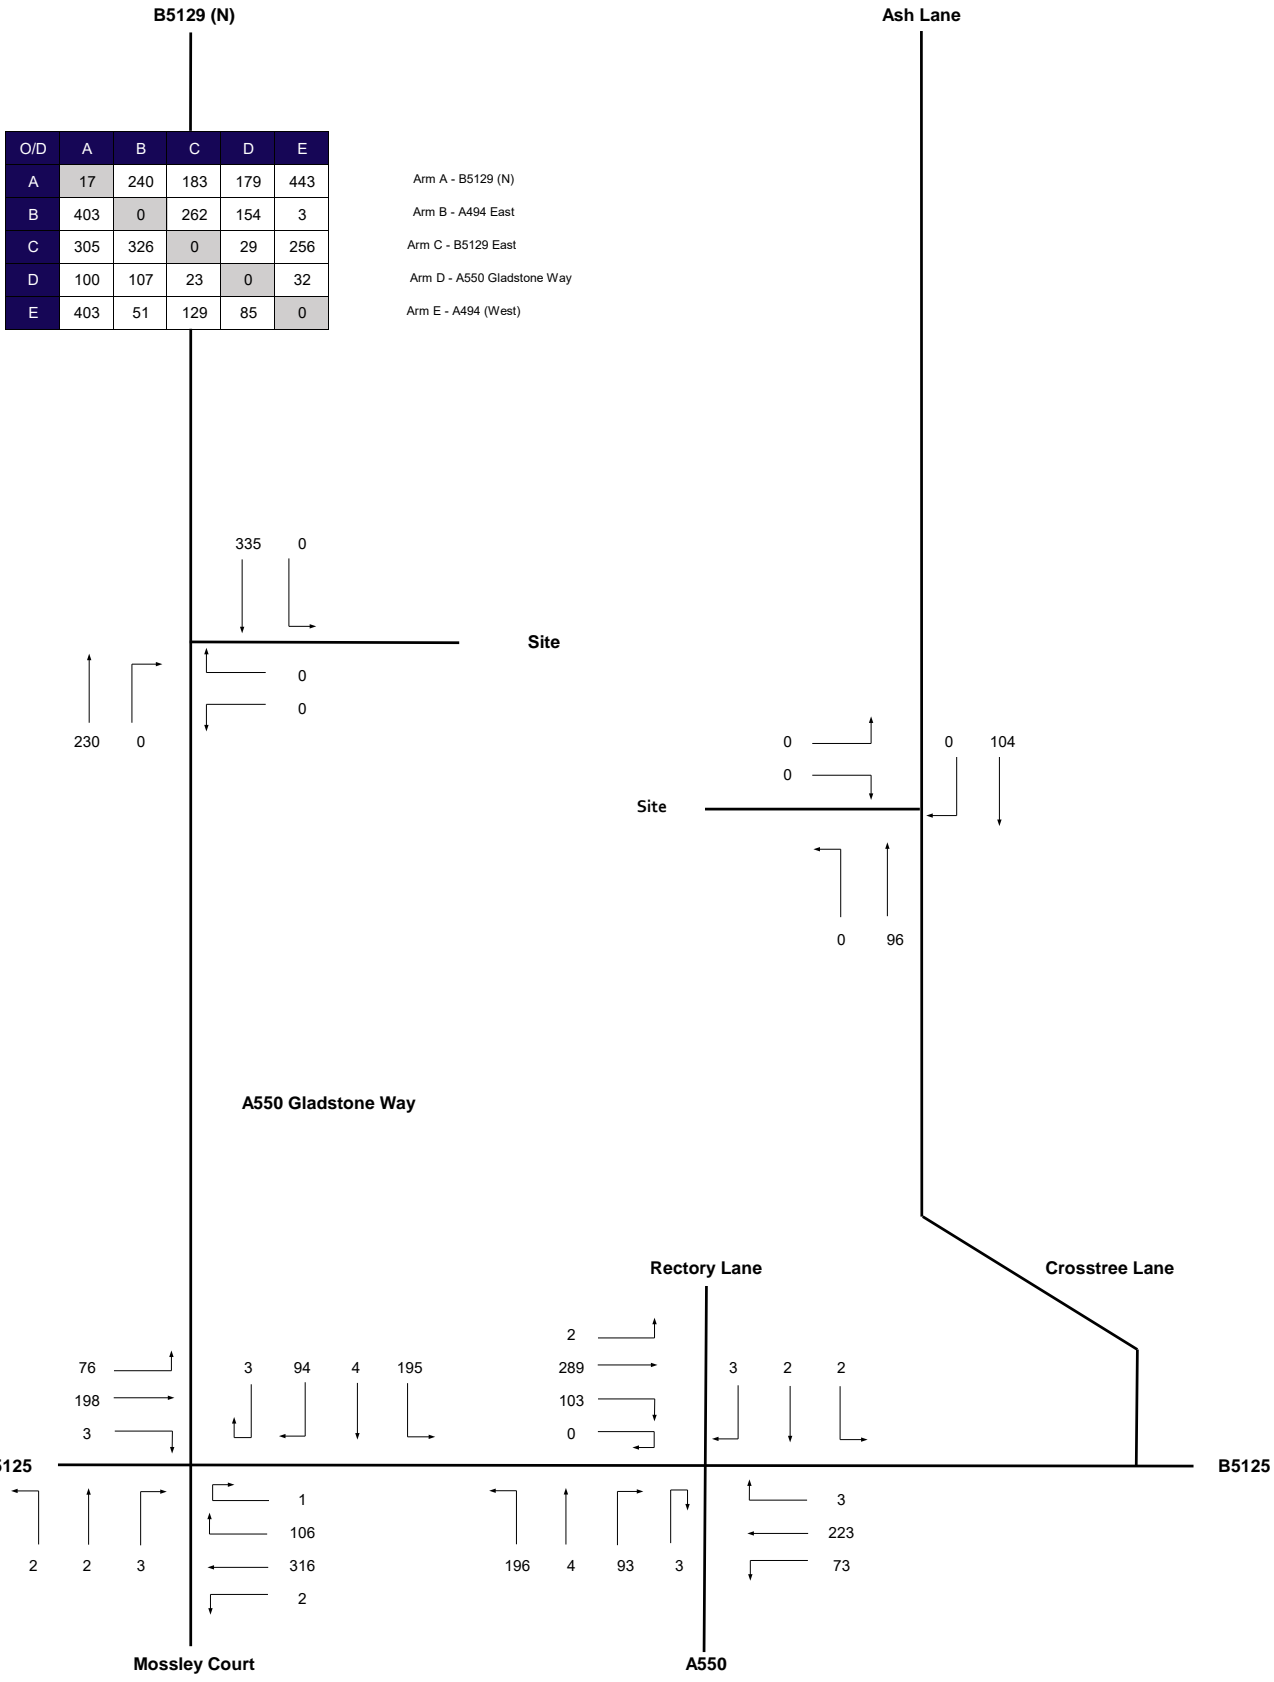 B5129 (N) Ash Lane
O/D A B C D E
A 17 240 183 179 443 Arm A - B5129 (N)
B 403 0 262 154 3 Arm B - A494 East
C 305 326 0 29 256 Arm C - B5129 East
D 100 107 23 0 32 Arm D - A550 Gladstone Way
E 403 51 129 85 0 Arm E - A494 (West)
335 0
Site
0
0
230 0
0 0 104
0
Site
0 96
A550 Gladstone Way
Rectory Lane Crosstree Lane
2
76 3 94 4 195 289 3 2 2
198 103
3 0
5125 B5125
1 3
106 223
2 2 3 316 196 4 93 3 73
2
Mossley Court A550